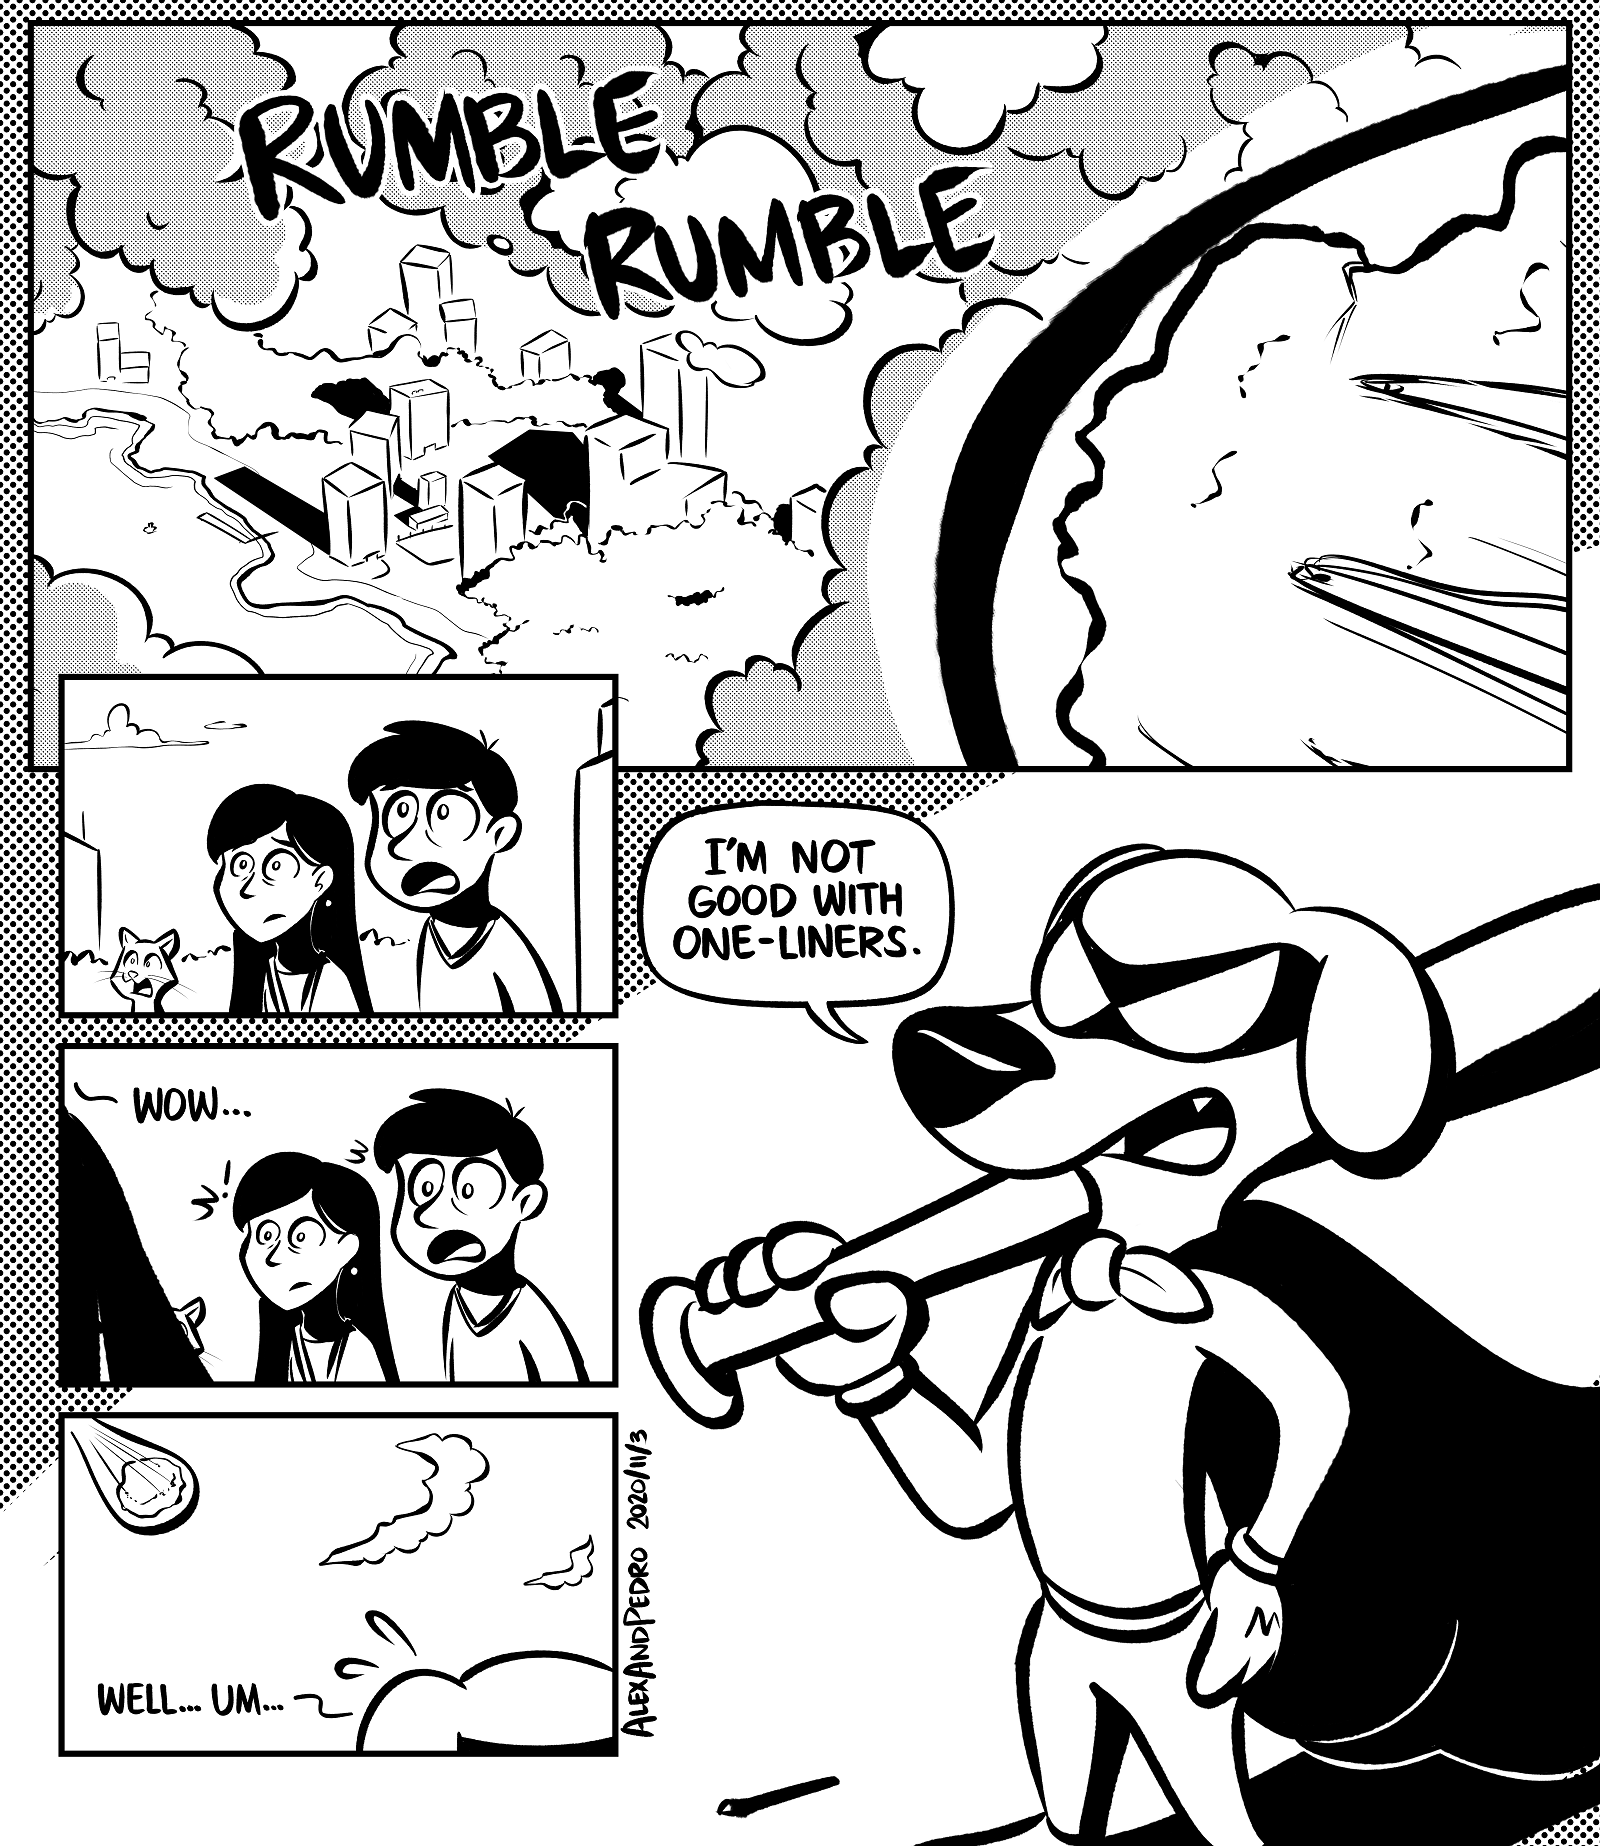 RUMBLE
RUMBLE
WOW...
WELL... UM...
I'M NOT
GOOD WITH
ONE-LINERS.
ALEXANDPEDRO 2020/11/3